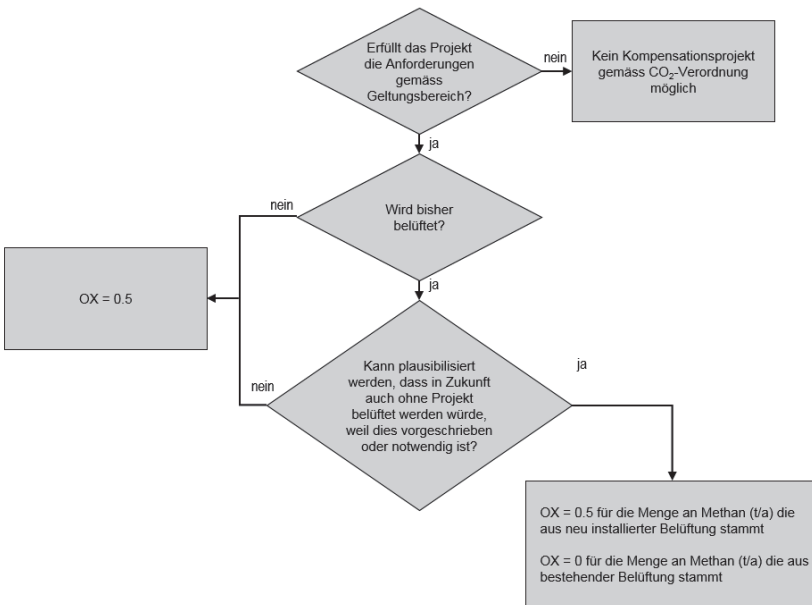 Erfüllt das Projekt
die Anforderungen
gemäss
Geltungsbereich?
nein
Kein Kompensationsprojekt
gemäss CO₂-Verordnung
möglich
ja
Wird bisher
belüftet?
nein
ja
OX = 0.5
Kann plausibilisiert
werden, dass in Zukunft
auch ohne Projekt
belüftet werden würde,
weil dies vorgeschrieben
oder notwendig ist?
nein
ja
OX = 0.5 für die Menge an Methan (t/a) die
aus neu installierter Belüftung stammt
OX = 0 für die Menge an Methan (t/a) die aus
bestehender Belüftung stammt